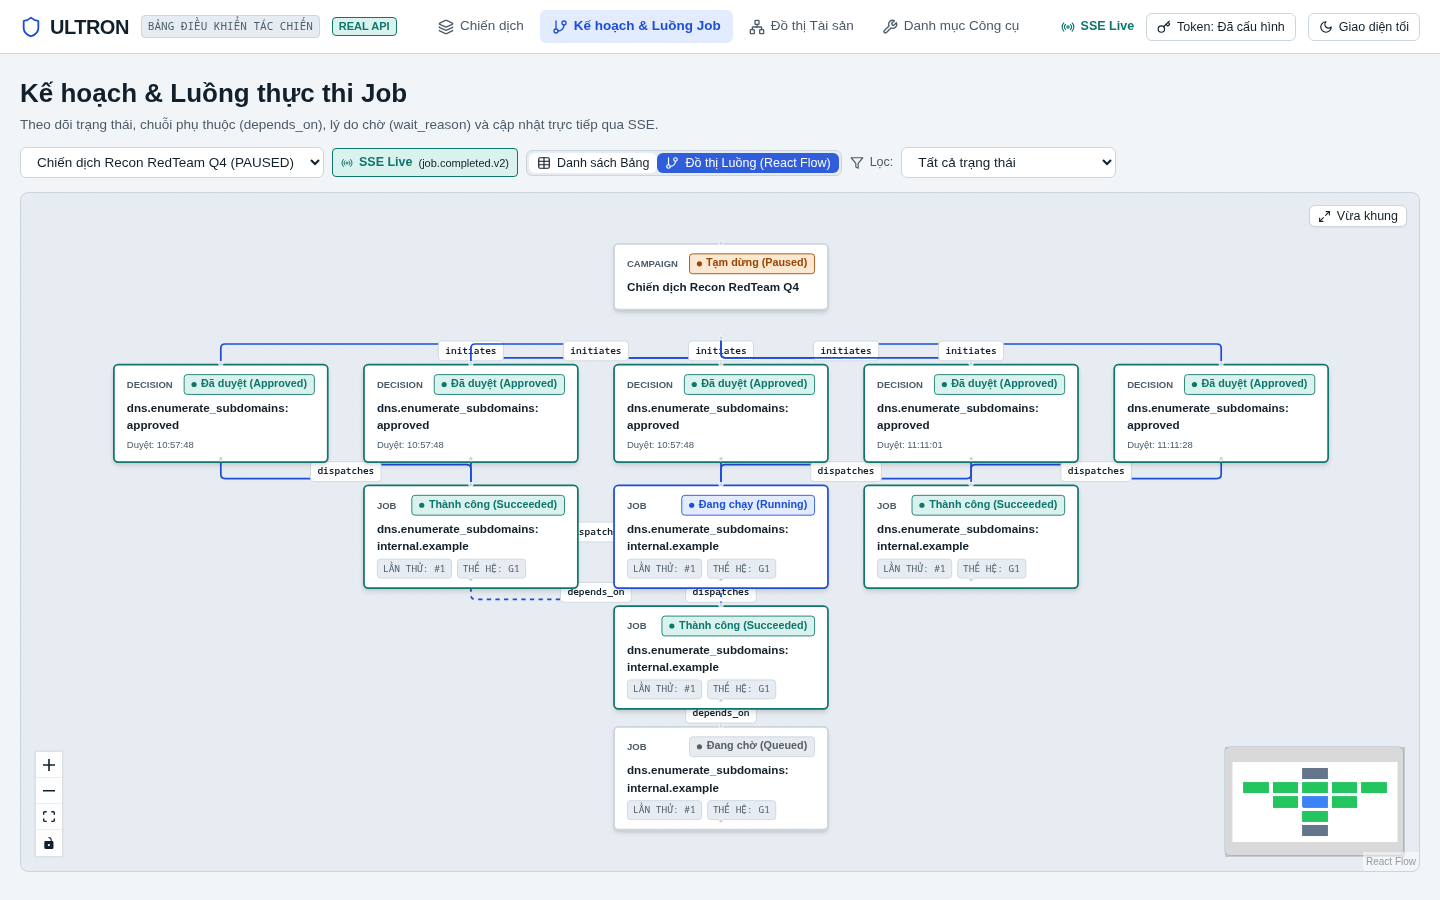 ULTRON
BẢNG ĐIỀU KHIỂN TÁC CHIẾN
REAL API
Chiến dịch
Kế hoạch & Luồng Job
Đồ thị Tài sản
Danh mục Công cụ
SSE Live
Token: Đã cấu hình
Giao diện tối
Kế hoạch & Luồng thực thi Job
Theo dõi trạng thái, chuỗi phụ thuộc (depends_on), lý do chờ (wait_reason) và cập nhật trực tiếp qua SSE.
Chiến dịch Recon RedTeam Q4 (PAUSED)
SSE Live (job.completed.v2)
Danh sách Bảng
Đồ thị Luồng (React Flow)
Lọc:
Tất cả trạng thái
Vừa khung
CAMPAIGN
Tạm dừng (Paused)
Chiến dịch Recon RedTeam Q4
initiates
initiates
initiates
initiates
initiates
DECISION
Đã duyệt (Approved)
dns.enumerate_subdomains:
approved
Duyệt: 10:57:48
DECISION
Đã duyệt (Approved)
dns.enumerate_subdomains:
approved
Duyệt: 10:57:48
DECISION
Đã duyệt (Approved)
dns.enumerate_subdomains:
approved
Duyệt: 10:57:48
DECISION
Đã duyệt (Approved)
dns.enumerate_subdomains:
approved
Duyệt: 11:11:01
DECISION
Đã duyệt (Approved)
dns.enumerate_subdomains:
approved
Duyệt: 11:11:28
dispatches
dispatches
dispatches
JOB
Thành công (Succeeded)
dns.enumerate_subdomains:
internal.example
LẦN THỬ: #1
THẾ HỆ: G1
spatch
JOB
Đang chạy (Running)
dns.enumerate_subdomains:
internal.example
LẦN THỬ: #1
THẾ HỆ: G1
JOB
Thành công (Succeeded)
dns.enumerate_subdomains:
internal.example
LẦN THỬ: #1
THẾ HỆ: G1
depends_on
dispatches
JOB
Thành công (Succeeded)
dns.enumerate_subdomains:
internal.example
LẦN THỬ: #1
THẾ HỆ: G1
depends_on
JOB
Đang chờ (Queued)
dns.enumerate_subdomains:
internal.example
LẦN THỬ: #1
THẾ HỆ: G1
React Flow